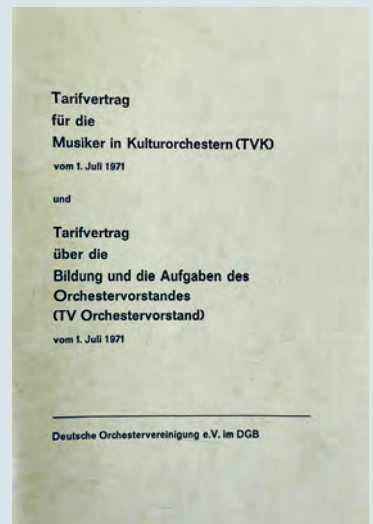 Tarifvertrag
für die
Musiker in Kulturorchestern (TVK)
vom 1. Juli 1971
und
Tarifvertrag
über die
Bildung und die Aufgaben des
Orchestervorstandes
(TV Orchestervorstand)
vom 1. Juli 1971
Deutsche Orchestervereinigung e.V. im DGB